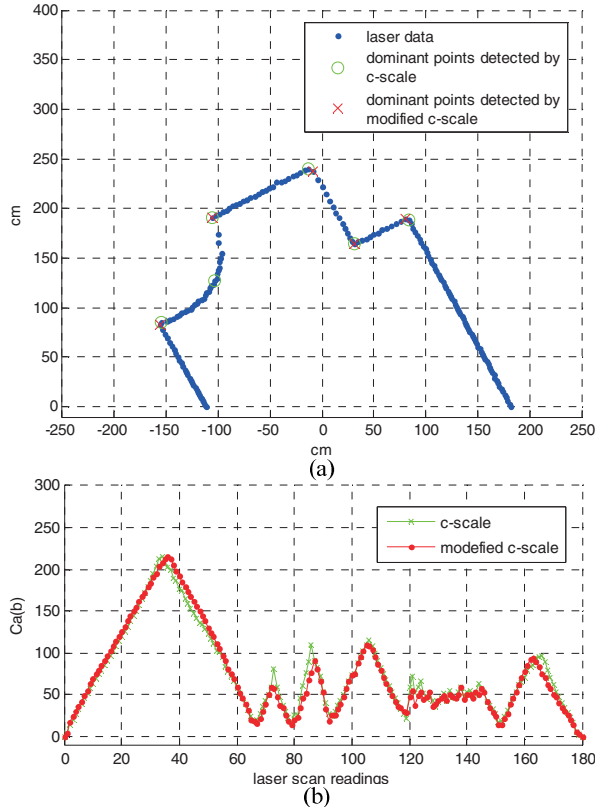 400
350
300
250
200
150
100
50
0
cm
laser data
dominant points detected by
c-scale
dominant points detected by
modified c-scale
-250 -200 -150 -100 -50 0 50 100 150 200 250
cm
(a)
300
250
200
150
100
50
0
Ca(b)
c-scale
modefied c-scale
0 20 40 60 80 100 120 140 160 180
laser scan readings
(b)